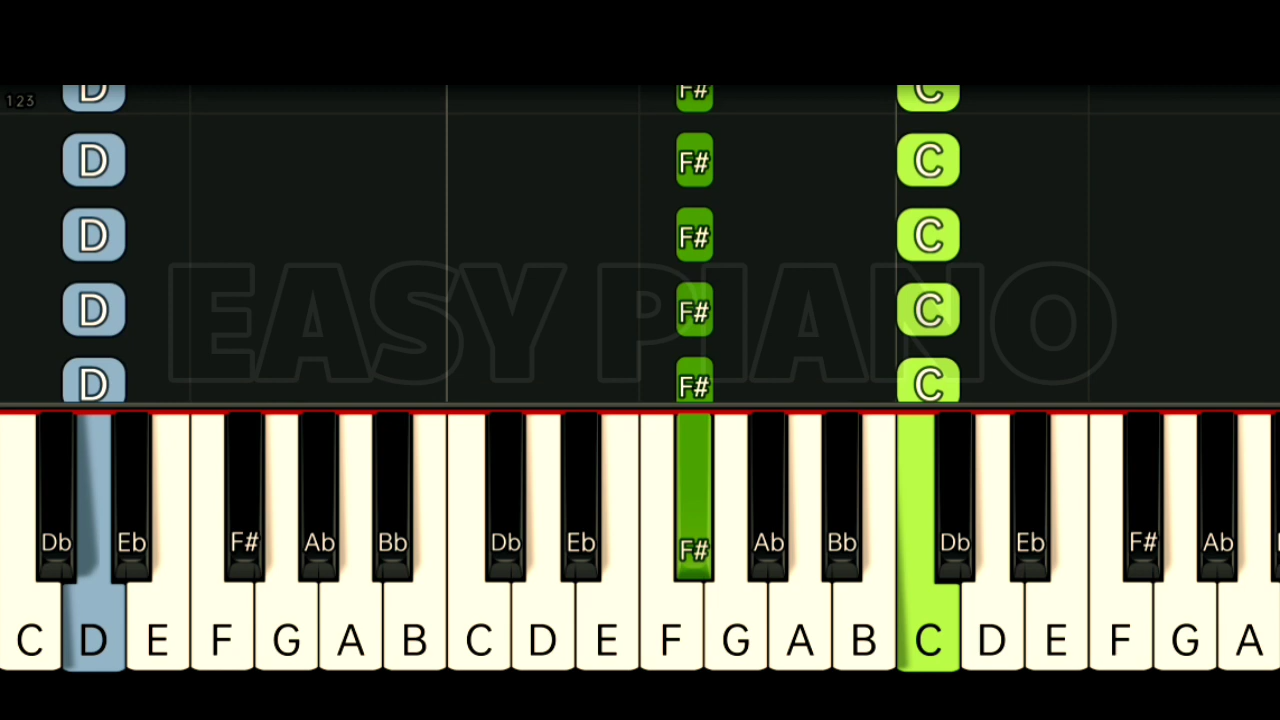 D F# C
123
D F# C
D F# C
D F# C
EASY PIANO
D F# C
Db Eb F# Ab Bb Db Eb F# Ab Bb Db Eb F# Ab
C D E F G A B C D E F G A B C D E F G A